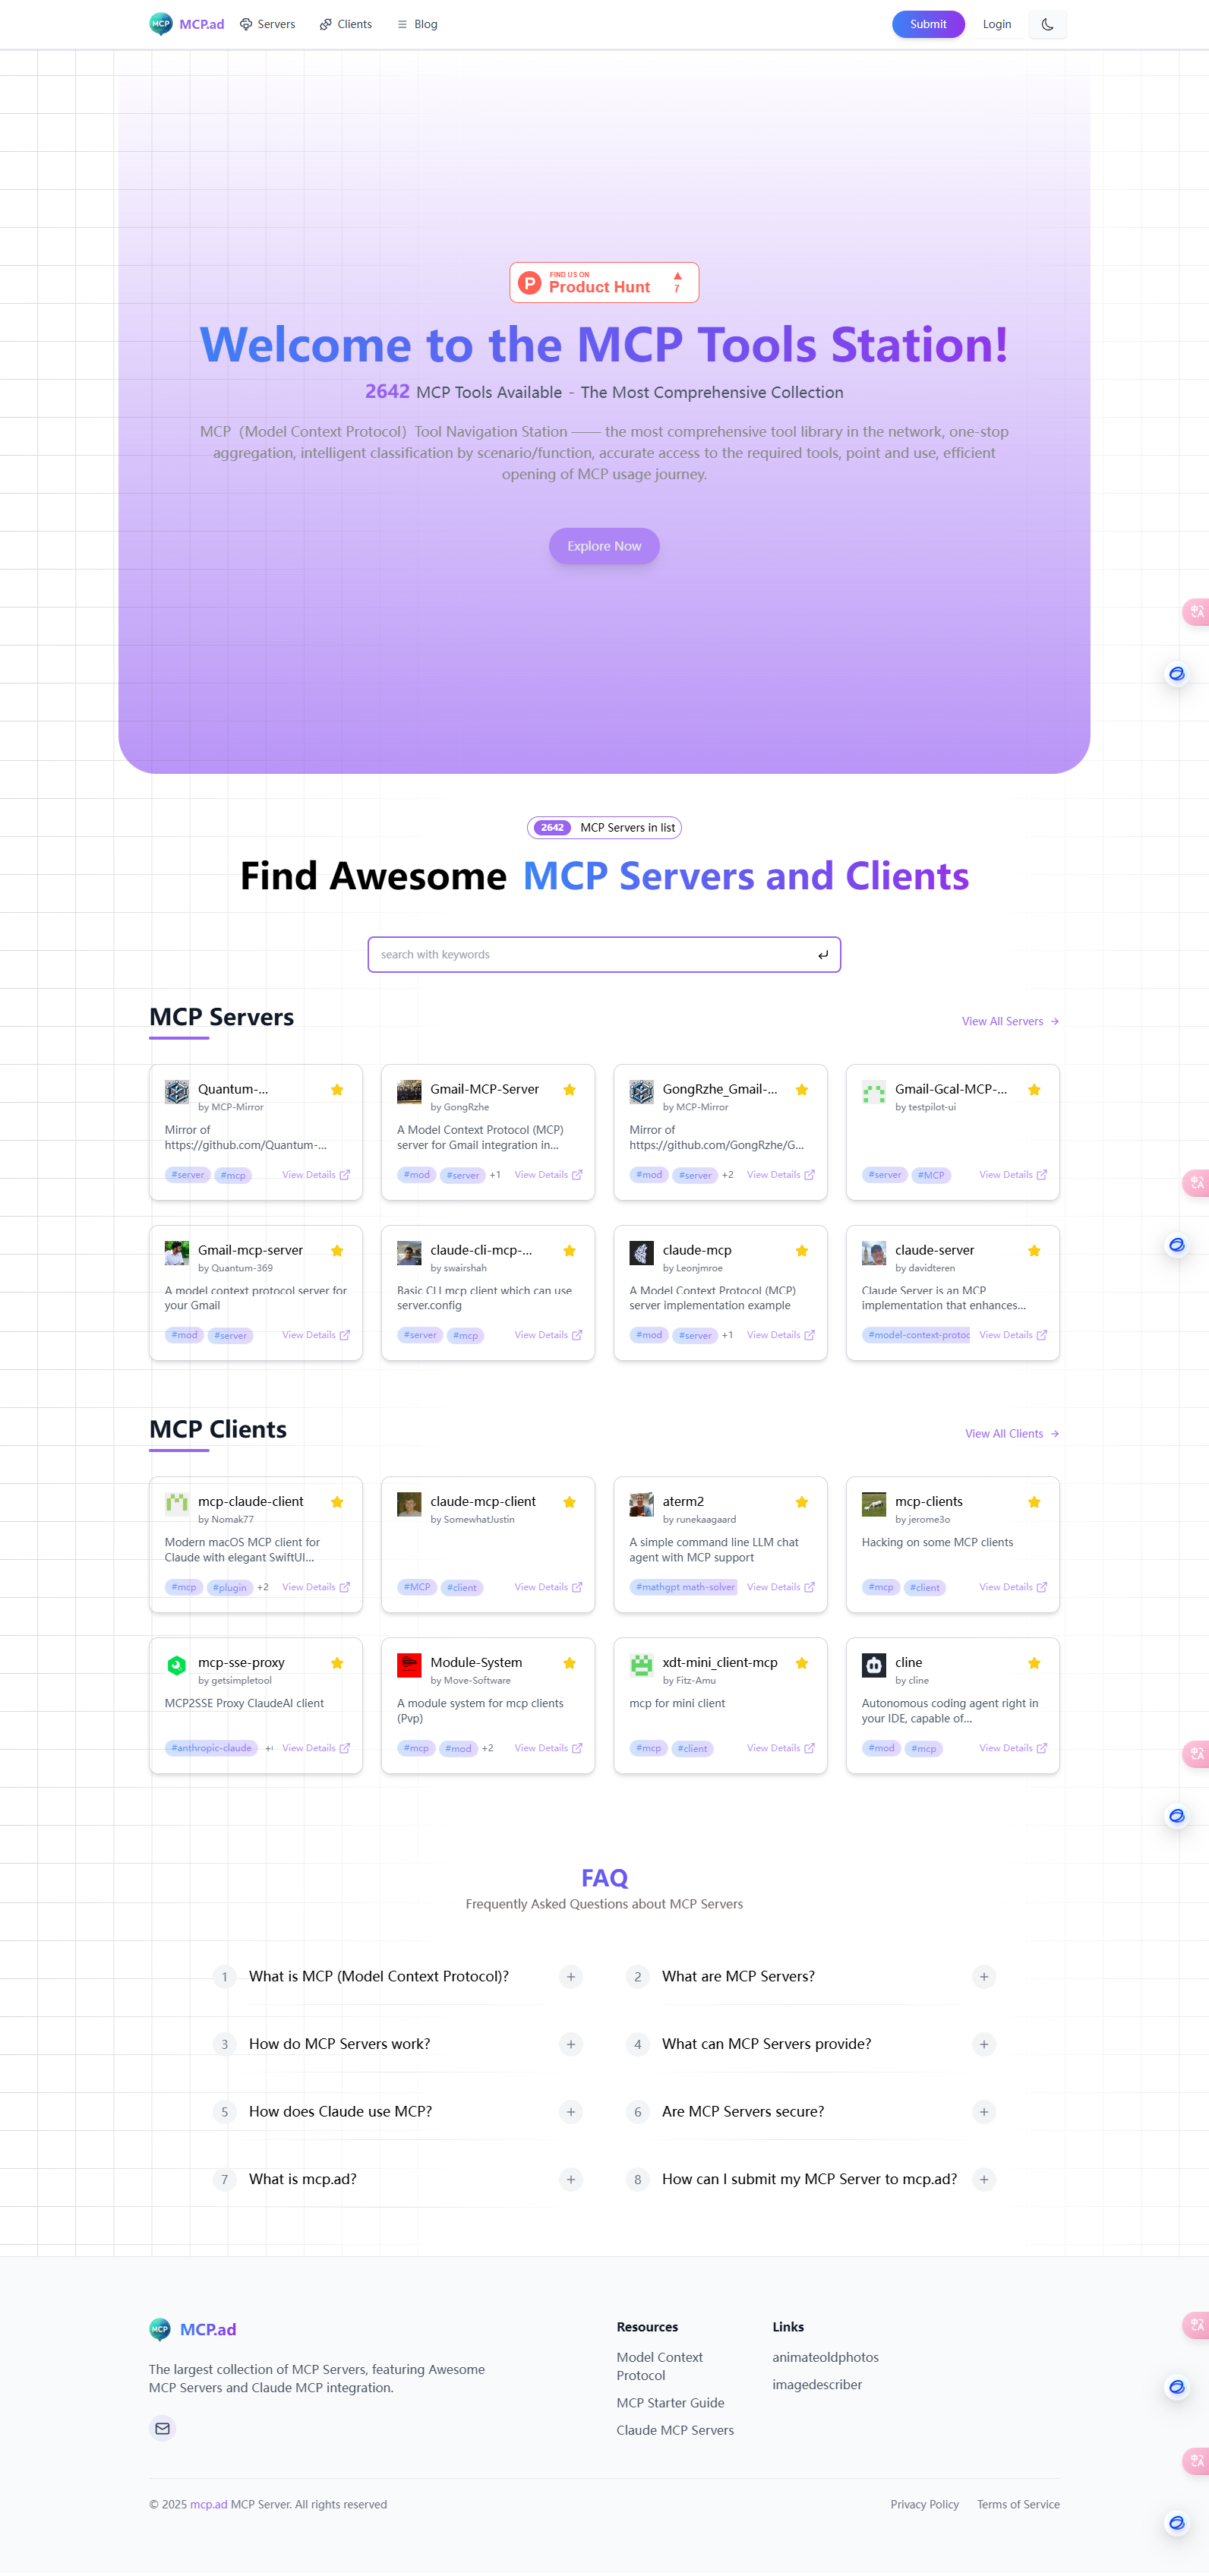 MCP MCP.ad Servers Clients Blog Submit Login
FIND US ON
Product Hunt 7
Welcome to the MCP Tools Station!
2642 MCP Tools Available - The Most Comprehensive Collection
MCP（Model Context Protocol）Tool Navigation Station —— the most comprehensive tool library in the network, one-stop
aggregation, intelligent classification by scenario/function, accurate access to the required tools, point and use, efficient
opening of MCP usage journey.
Explore Now
2642 MCP Servers in list
Find Awesome MCP Servers and Clients
search with keywords
MCP Servers
View All Servers
Quantum-...
by MCP-Mirror
Mirror of
https://github.com/Quantum-...
#server #mcp View Details
Gmail-MCP-Server
by GongRzhe
A Model Context Protocol (MCP)
server for Gmail integration in...
#mod #server +1 View Details
GongRzhe_Gmail-...
by MCP-Mirror
Mirror of
https://github.com/GongRzhe/G...
#mod #server +2 View Details
Gmail-Gcal-MCP-...
by testpilot-ui
#server #MCP View Details
Gmail-mcp-server
by Quantum-369
A model context protocol server for
your Gmail
#mod #server View Details
claude-cli-mcp-...
by swairshah
Basic CLI mcp client which can use
server.config
#server #mcp View Details
claude-mcp
by Leonjmroe
A Model Context Protocol (MCP)
server implementation example
#mod #server +1 View Details
claude-server
by davidteren
Claude Server is an MCP
implementation that enhances...
#model-context-protoc View Details
MCP Clients
View All Clients
mcp-claude-client
by Nomak77
Modern macOS MCP client for
Claude with elegant SwiftUI...
#mcp #plugin +2 View Details
claude-mcp-client
by SomewhatJustin
#MCP #client View Details
aterm2
by runekaagaard
A simple command line LLM chat
agent with MCP support
#mathgpt math-solver View Details
mcp-clients
by jerome3o
Hacking on some MCP clients
#mcp #client View Details
mcp-sse-proxy
by getsimpletool
MCP2SSE Proxy ClaudeAI client
#anthropic-claude View Details
Module-System
by Move-Software
A module system for mcp clients
(Pvp)
#mcp #mod +2 View Details
xdt-mini_client-mcp
by Fitz-Amu
mcp for mini client
#mcp #client View Details
cline
by cline
Autonomous coding agent right in
your IDE, capable of...
#mod #mcp View Details
FAQ
Frequently Asked Questions about MCP Servers
1 What is MCP (Model Context Protocol)? +
2 What are MCP Servers? +
3 How do MCP Servers work? +
4 What can MCP Servers provide? +
5 How does Claude use MCP? +
6 Are MCP Servers secure? +
7 What is mcp.ad? +
8 How can I submit my MCP Server to mcp.ad? +
MCP MCP.ad
The largest collection of MCP Servers, featuring Awesome
MCP Servers and Claude MCP integration.
Resources
Model Context
Protocol
MCP Starter Guide
Claude MCP Servers
Links
animateoldphotos
imagedescriber
© 2025 mcp.ad MCP Server. All rights reserved
Privacy Policy Terms of Service